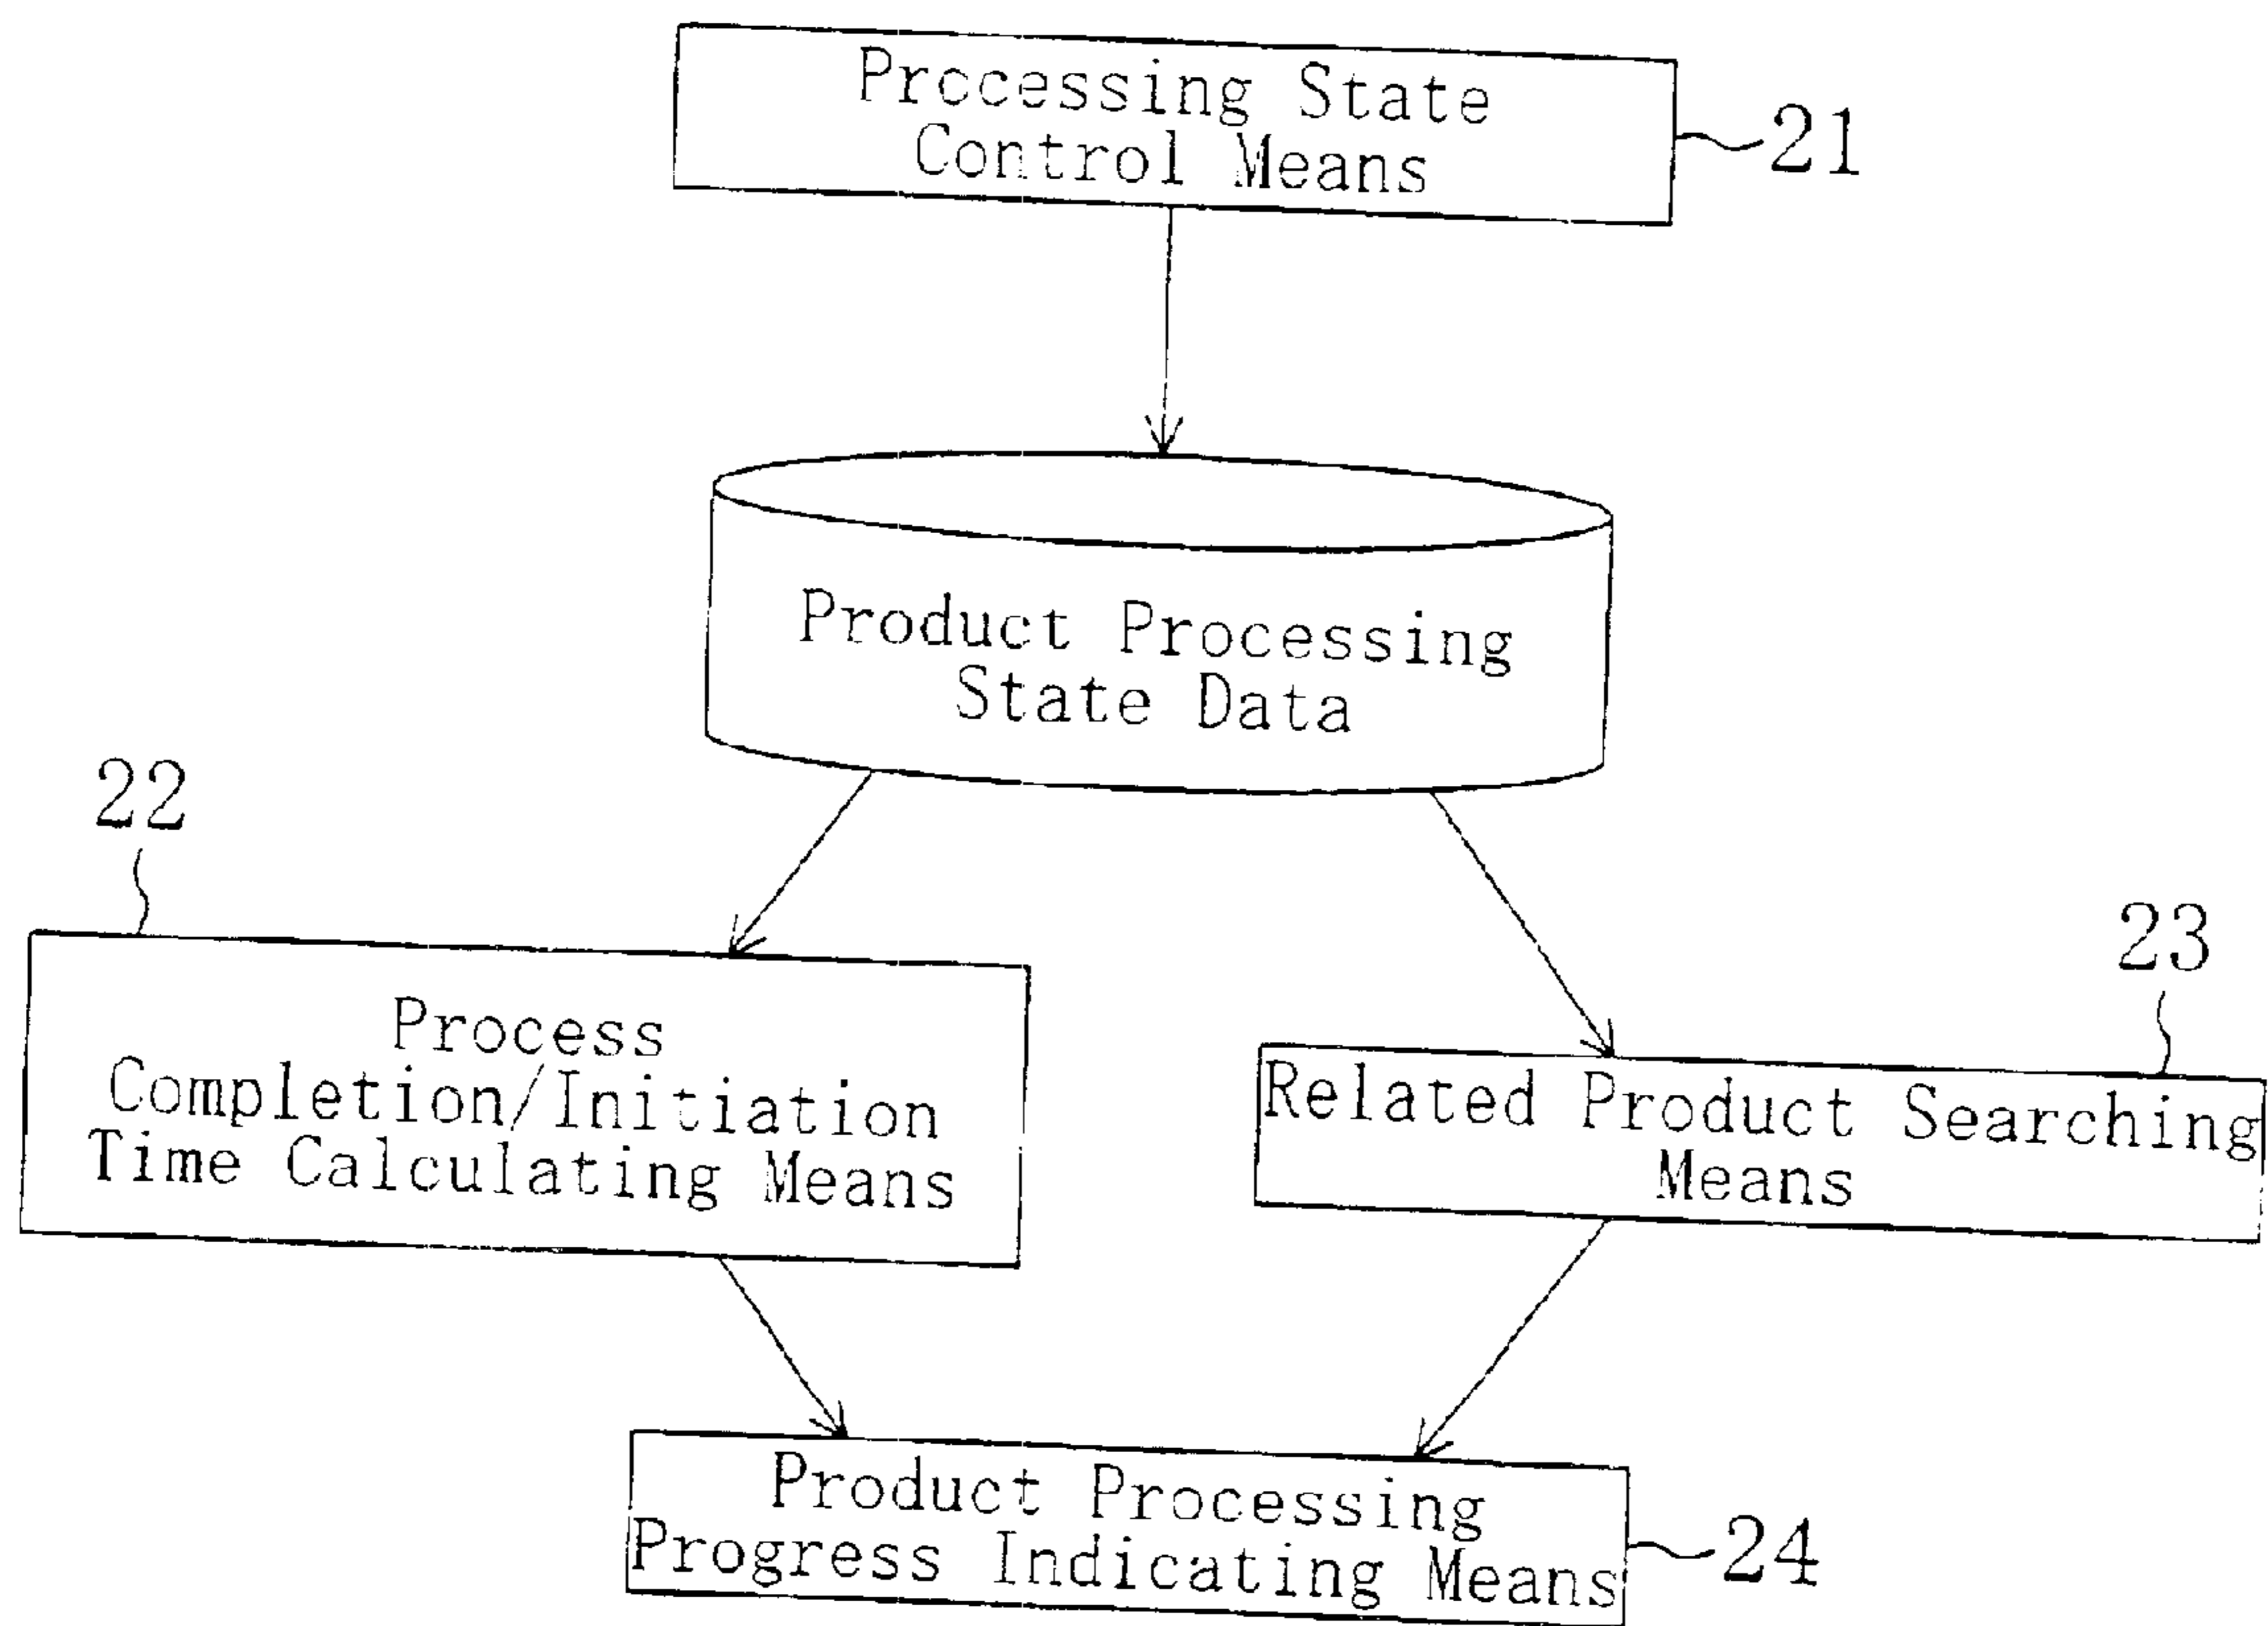 Processing State
Control Means
21
Product Processing
State Data
22
23
Process
Completion/Initiation
Time Calculating Means
Related Product Searching
Means
Product Processing
Progress Indicating Means
24